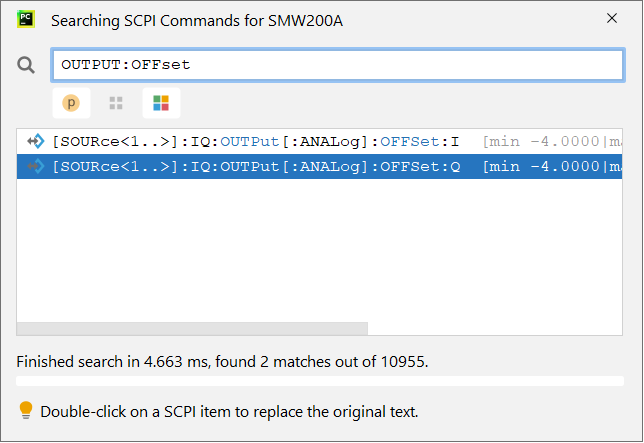 PC Searching SCPI Commands for SMW200A
OUTPUT:OFFset
p
[SOURce<1..>]:IQ:OUTPut[:ANALog]:OFFSet:I [min -4.0000|ma
[SOURce<1..>]:IQ:OUTPut[:ANALog]:OFFSet:Q [min -4.0000|ma
Finished search in 4.663 ms, found 2 matches out of 10955.
Double-click on a SCPI item to replace the original text.